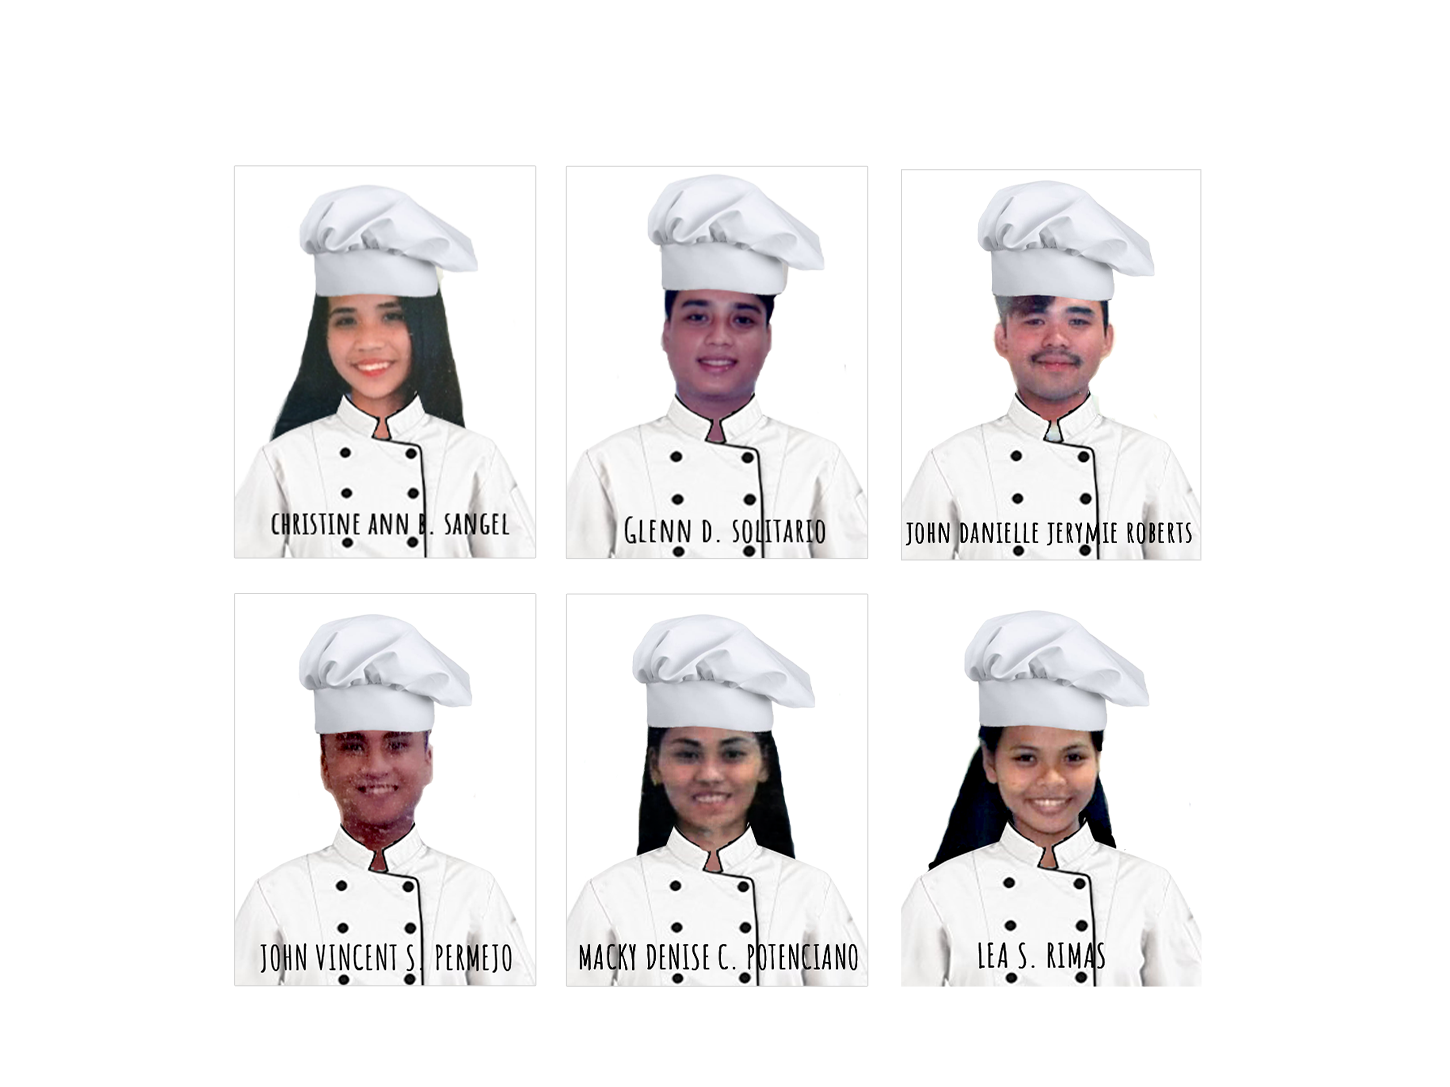 CHRISTINE ANN B. SANGEL
GLENN D. SOLITARIO
JOHN DANIELLE JERYMIE ROBERTS
JOHN VINCENT S. PERMEJO
MACKY DENISE C. POTENCIANO
LEA S. RIMAS